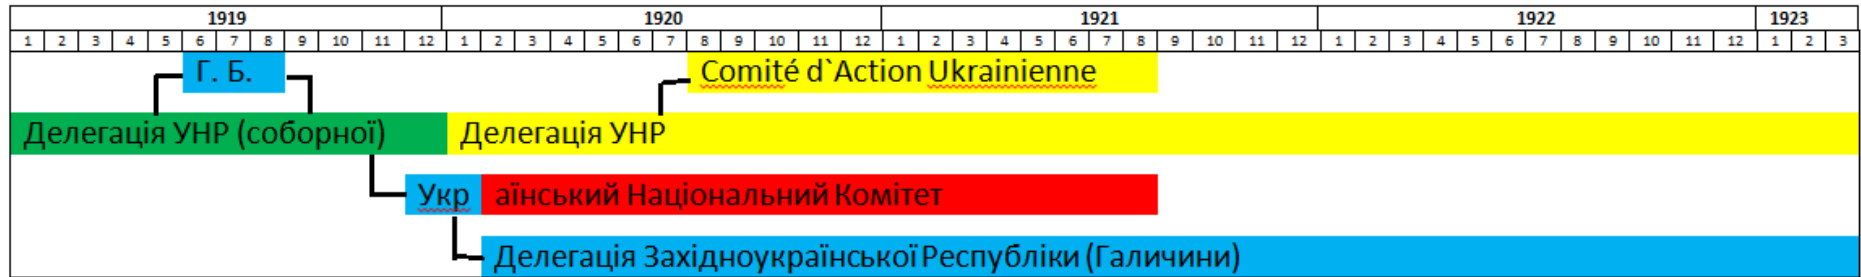 1919 1920 1921 1922 1923
1 2 3 4 5 6 7 8 9 10 11 12 1 2 3 4 5 6 7 8 9 10 11 12 1 2 3 4 5 6 7 8 9 10 11 12 1 2 3 4 5 6 7 8 9 10 11 12 1 2 3
Г. Б. Comité d`Action Ukrainienne
Делегація УНР (соборної) Делегація УНР
Укр аїнський Національний Комітет
Делегація Західноукраїнської Республіки (Галичини)